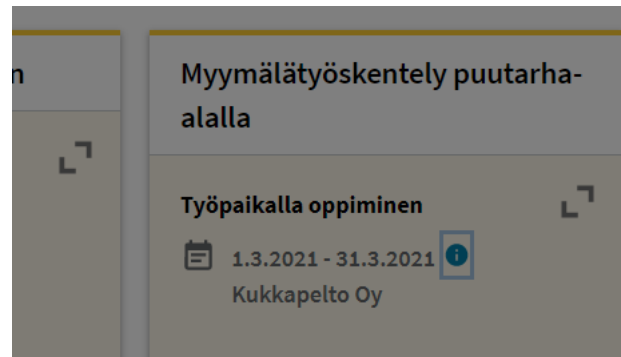 n
Myymälätyöskentely puutarha-
alalla
Työpaikalla oppiminen
1.3.2021 - 31.3.2021
Kukkapelto Oy